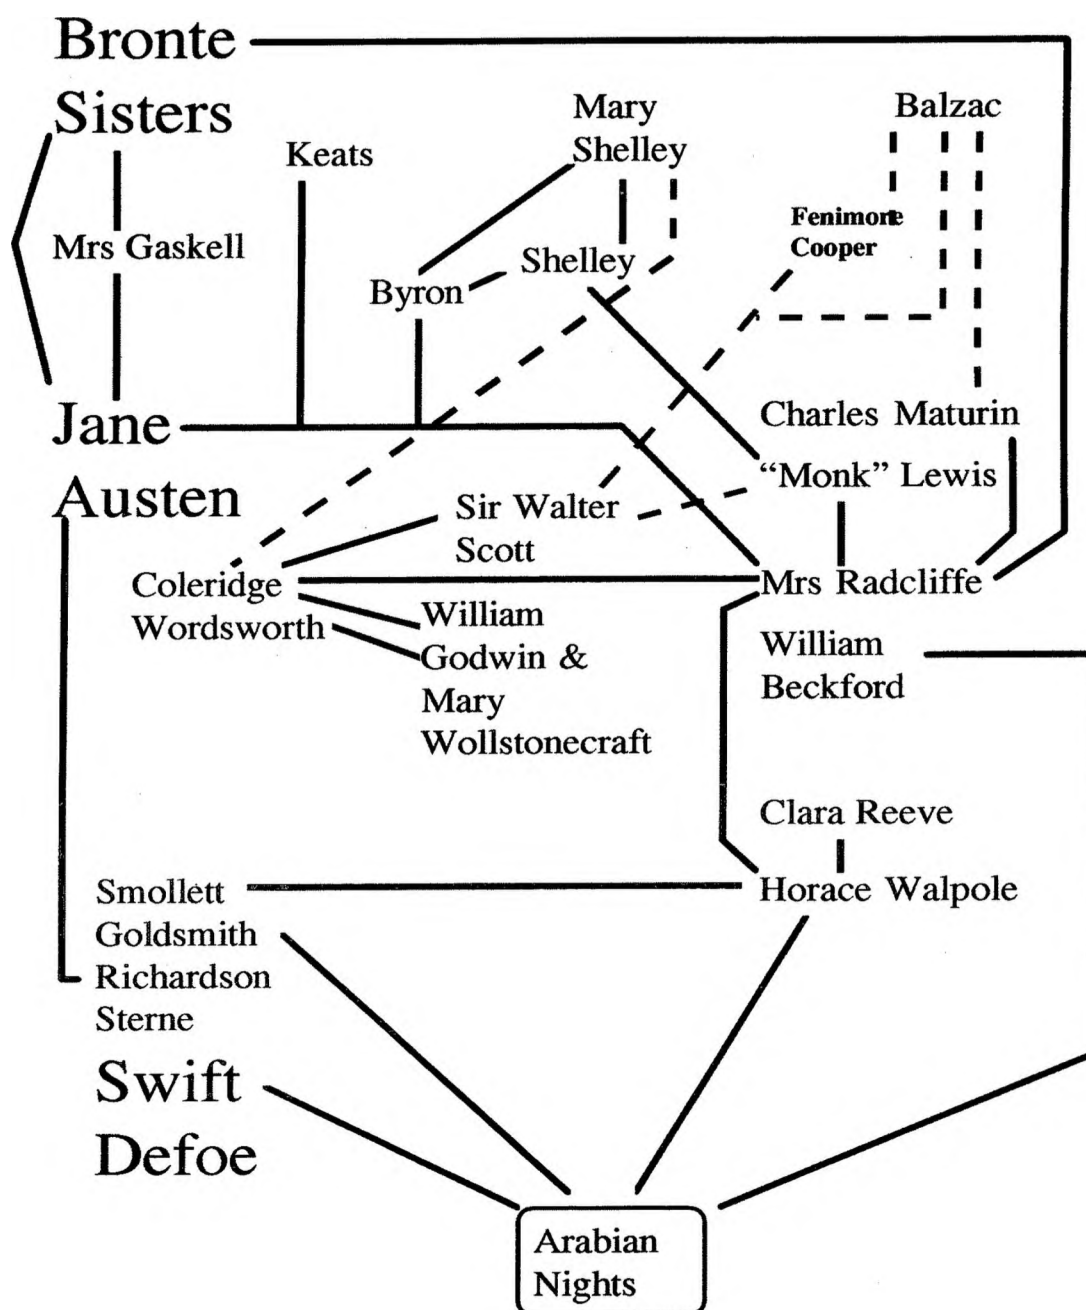 Bronte
Sisters
Keats
Mary
Shelley
Balzac
Mrs Gaskell
Byron
Shelley
Fenimore
Cooper
Jane
Austen
Charles Maturin
“Monk” Lewis
Sir Walter
Scott
Coleridge
Wordsworth
Mrs Radcliffe
William
Godwin &
Mary
Wollstonecraft
William
Beckford
Clara Reeve
Horace Walpole
Smollett
Goldsmith
Richardson
Sterne
Swift
Defoe
Arabian
Nights